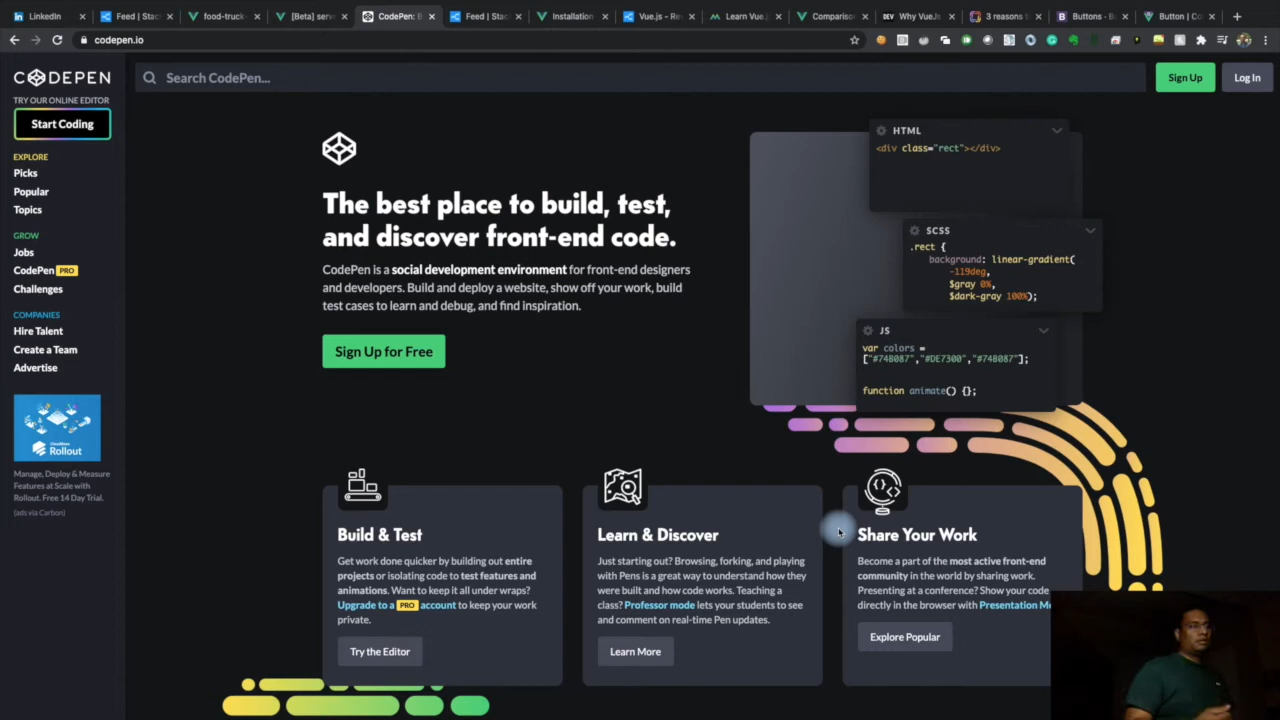 LinkedIn
Feed | Stac
food-truck-
[Beta] serve
CodePen: B
Feed | Stac
Installation
Vue.js - Re
Learn Vue.j
Comparison
DEV Why VueJs
3 reasons t
B Buttons · Bo
Button | Co
codepen.io
CODEPEN
Search CodePen...
Sign Up
Log In
TRY OUR ONLINE EDITOR
Start Coding
EXPLORE
Picks
Popular
Topics
GROW
Jobs
CodePen PRO
Challenges
COMPANIES
Hire Talent
Create a Team
Advertise
CloudBees
Rollout
Manage, Deploy & Measure
Features at Scale with
Rollout. Free 14 Day Trial.
(ads via Carbon)
The best place to build, test,
and discover front-end code.
CodePen is a social development environment for front-end designers
and developers. Build and deploy a website, show off your work, build
test cases to learn and debug, and find inspiration.
Sign Up for Free
HTML
<div class="rect"></div>
SCSS
.rect {
background: linear-gradient(
-119deg,
$gray 0%,
$dark-gray 100%);
JS
var colors =
["#74B087","#DE7300","#74B087"];
function animate() {};
Build & Test
Get work done quicker by building out entire
projects or isolating code to test features and
animations. Want to keep it all under wraps?
Upgrade to a PRO account to keep your work
private.
Try the Editor
Learn & Discover
Just starting out? Browsing, forking, and playing
with Pens is a great way to understand how they
were built and how code works. Teaching a
class? Professor mode lets your students to see
and comment on real-time Pen updates.
Learn More
Share Your Work
Become a part of the most active front-end
community in the world by sharing work.
Presenting at a conference? Show your code
directly in the browser with Presentation Mo
Explore Popular